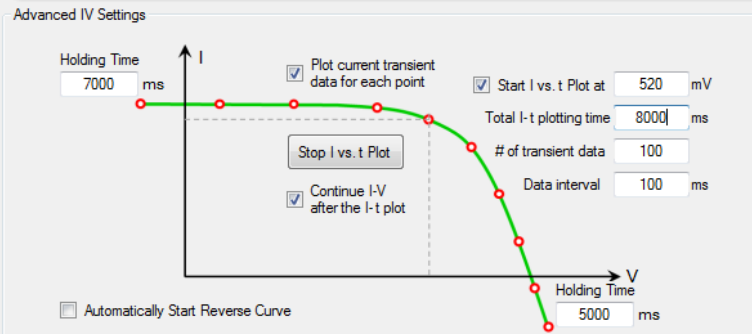 Advanced IV Settings
Holding Time
7000 ms
I
Plot current transient
data for each point
Start I vs. t Plot at 520 mV
Total I-t plotting time 8000 ms
# of transient data 100
Data interval 100 ms
Stop I vs. t Plot
Continue I-V
after the I-t plot
V
Holding Time
5000 ms
Automatically Start Reverse Curve